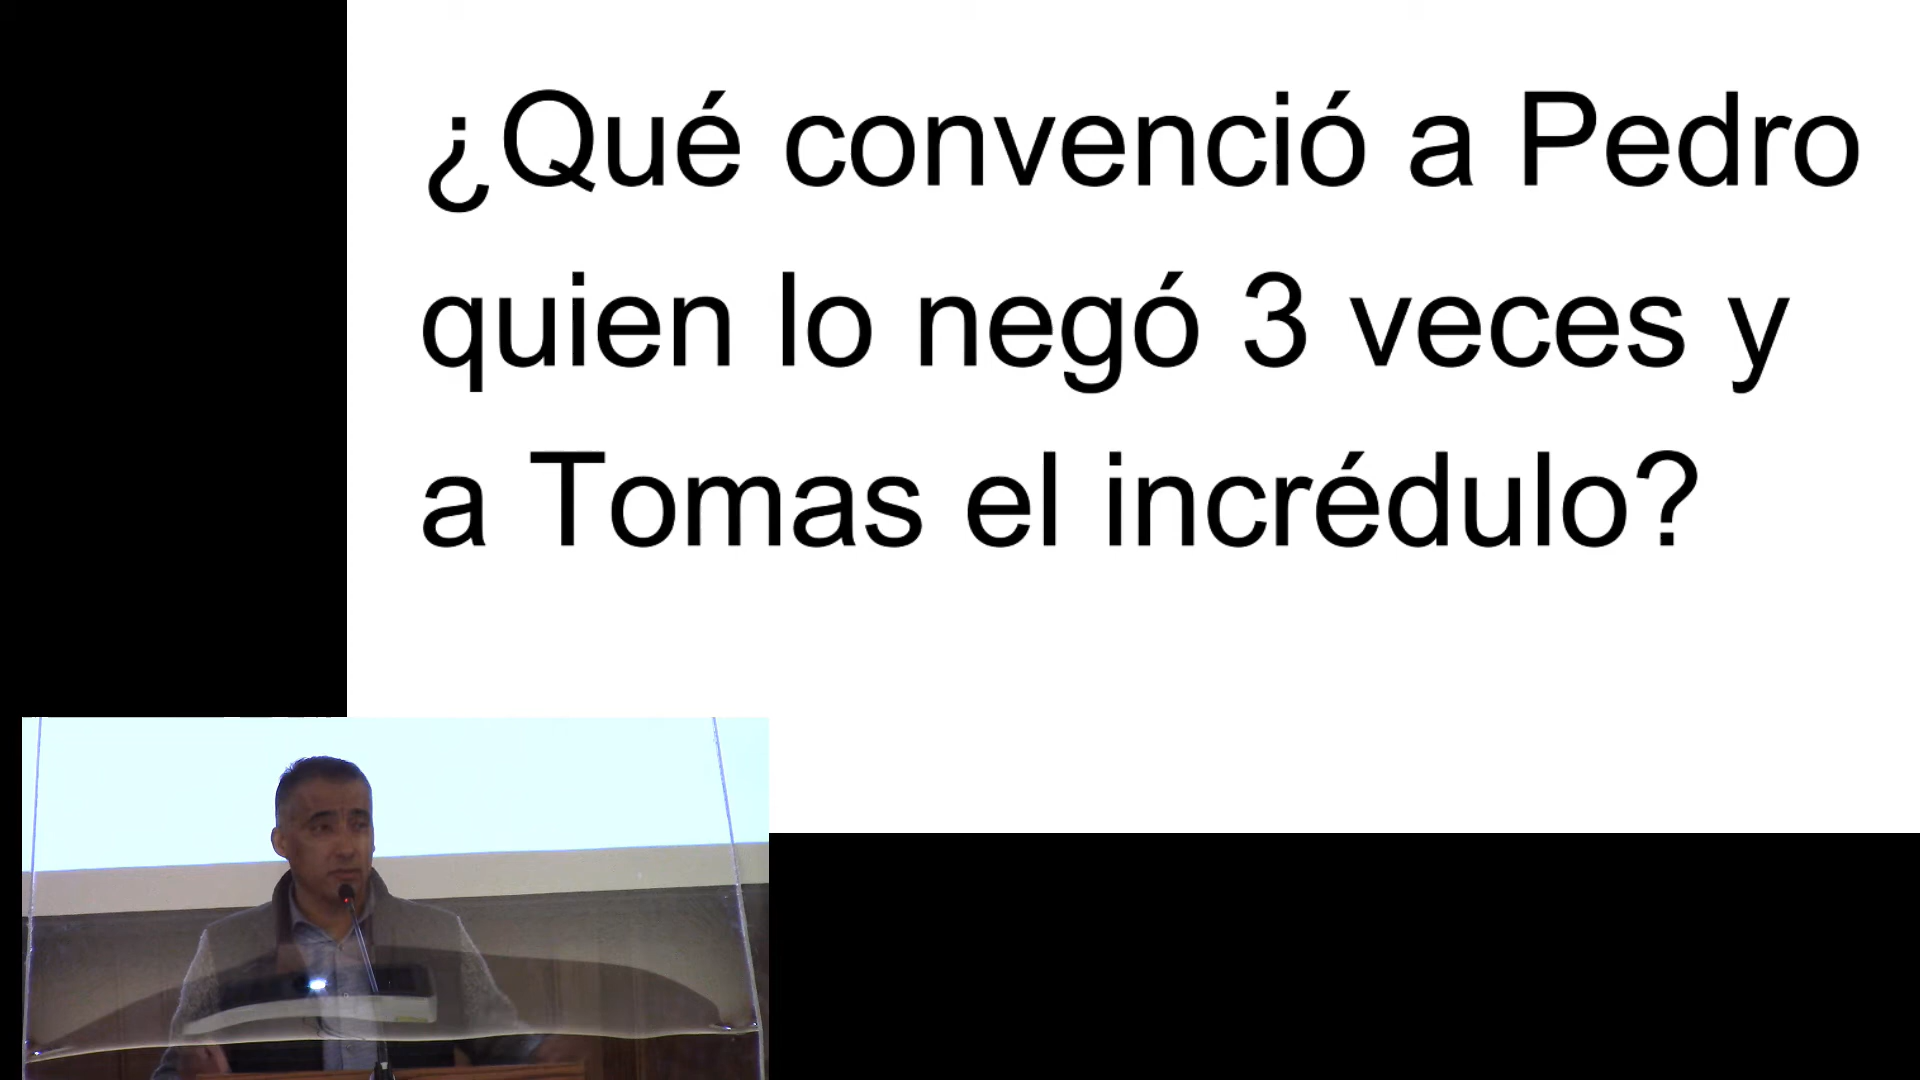 ¿Qué convenció a Pedro
quien lo negó 3 veces y
a Tomas el incrédulo?